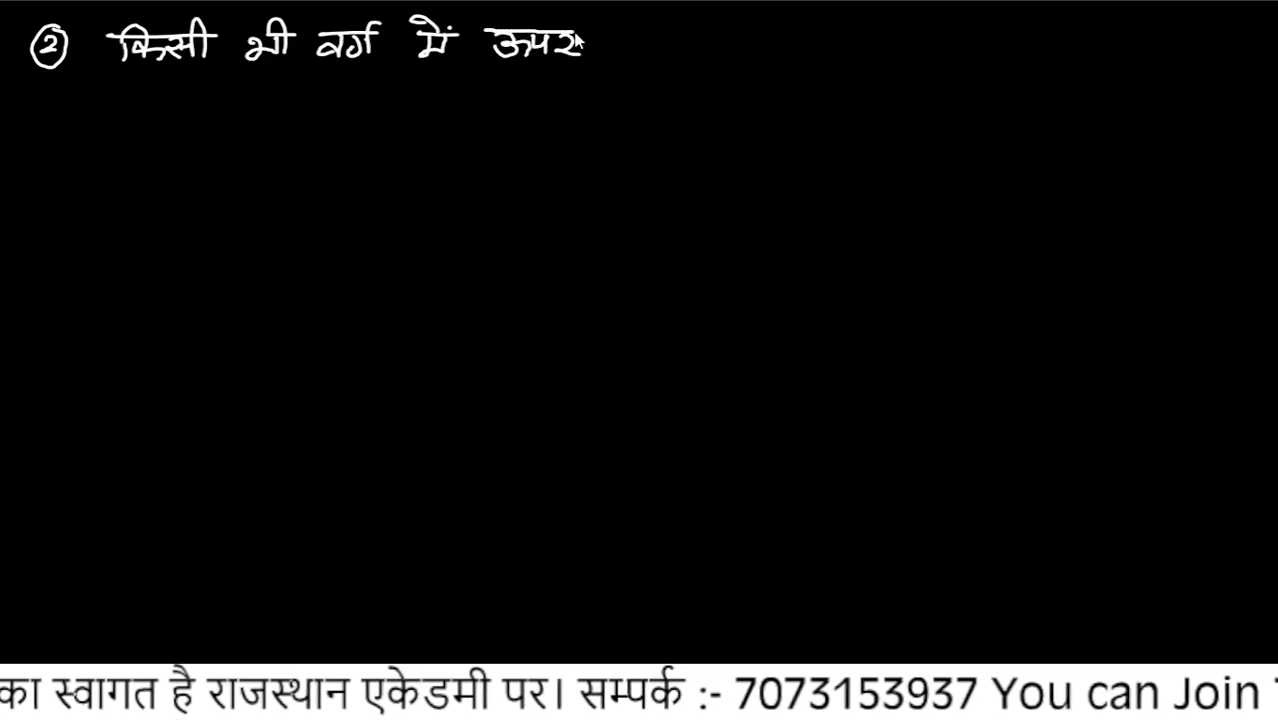 ② किसी भी वर्ग में ऊपर
का स्वागत है राजस्थान एकेडमी पर। सम्पर्क :- 7073153937 You can Join